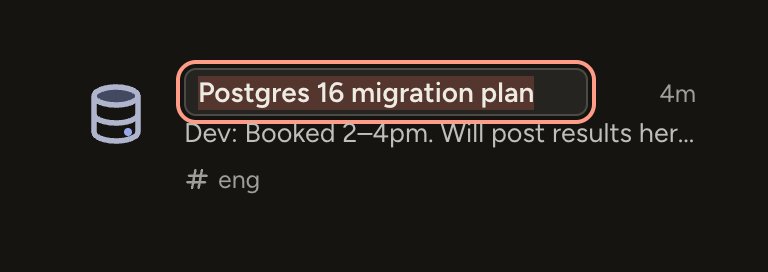 Postgres 16 migration plan
4m
Dev: Booked 2–4pm. Will post results her…
# eng